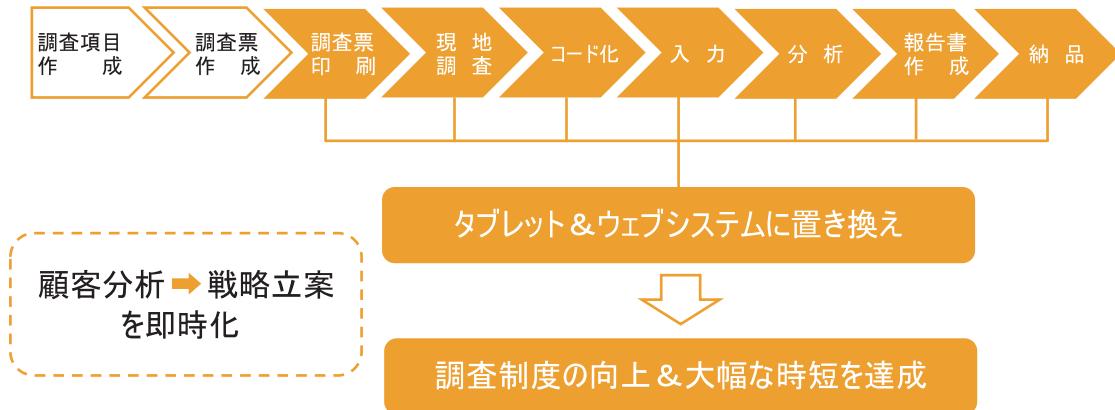 調査項目
作成
調査票
作成
調査票
印刷
現地
調査
コード化
入力
分析
報告書
作成
納品
タブレット＆ウェブシステムに置き換え
顧客分析➡戦略立案
を即時化
調査制度の向上＆大幅な時短を達成